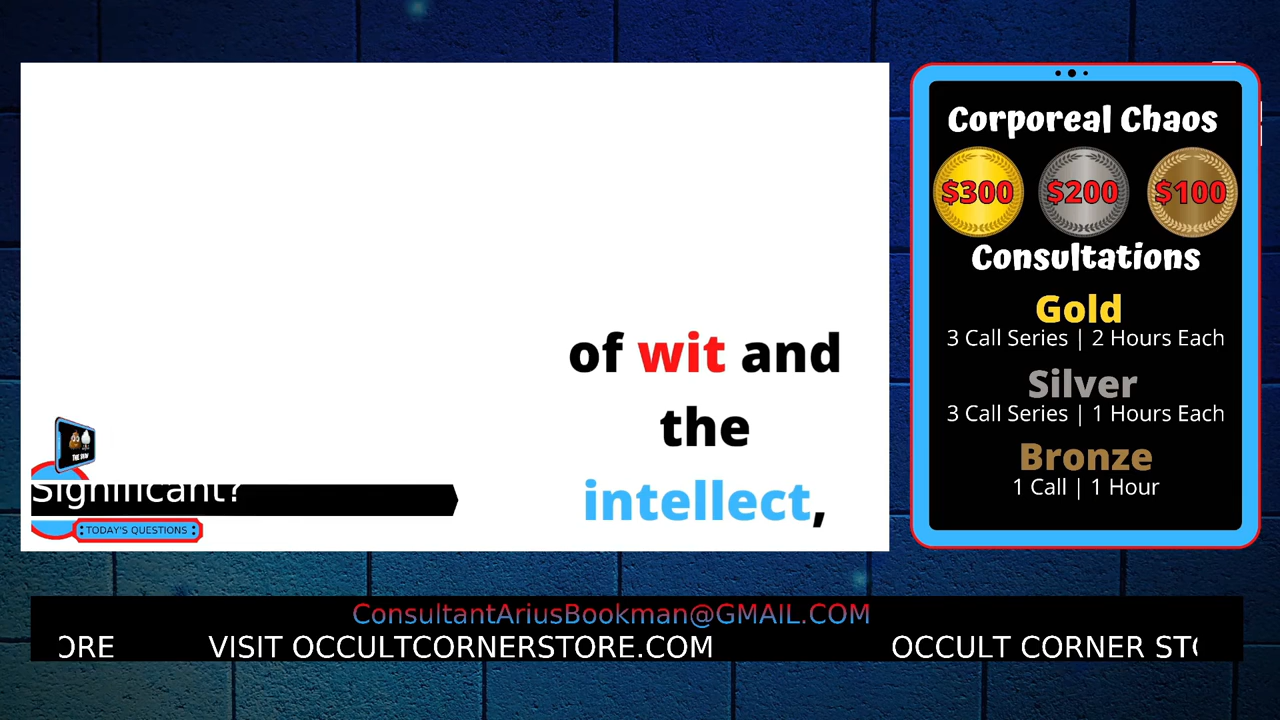 of wit and
the
intellect,
THE SHOW
Significant?
TODAY'S QUESTIONS
Corporeal Chaos
$300 $200 $100
Consultations
Gold
3 Call Series | 2 Hours Each
Silver
3 Call Series | 1 Hours Each
Bronze
1 Call | 1 Hour
ConsultantAriusBookman@GMAIL.COM
ORE VISIT OCCULTCORNERSTORE.COM OCCULT CORNER STO